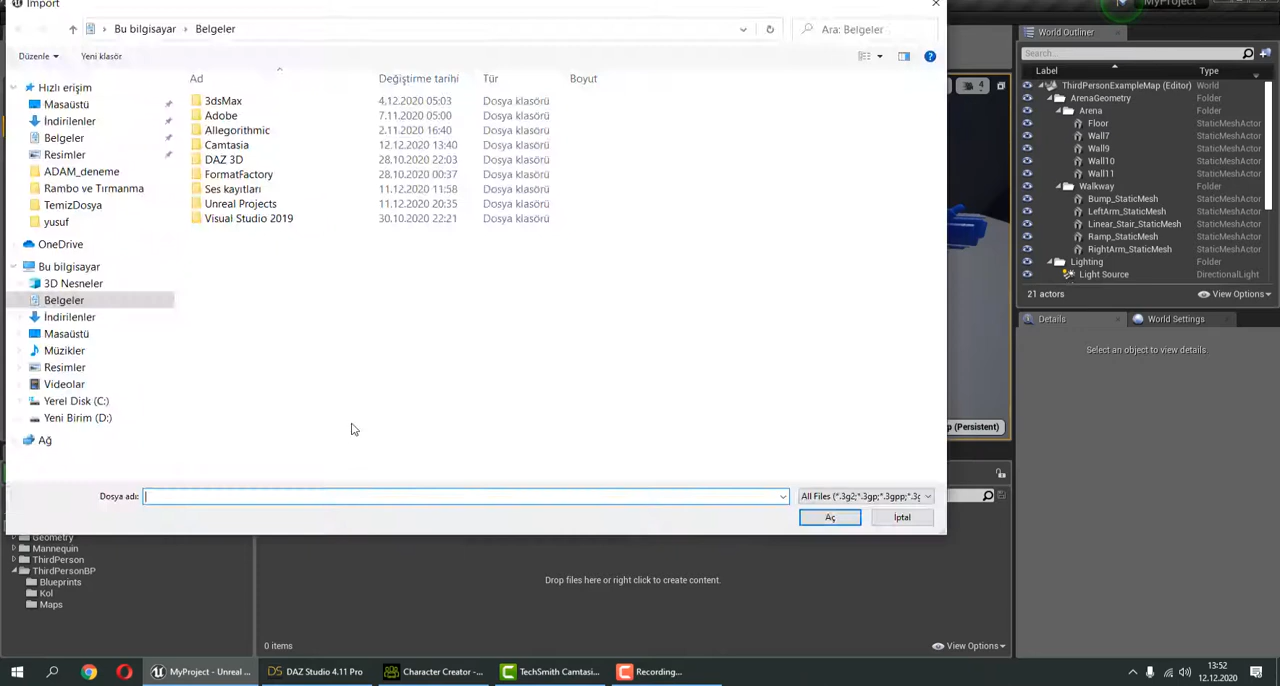 Import
MyProject
Bu bilgisayar > Belgeler
Ara: Belgeler
Düzenle
Yeni klasör
Ad
Değiştirme tarihi
Tür
Boyut
Hızlı erişim
Masaüstü
İndirilenler
Belgeler
Resimler
ADAM_deneme
Rambo ve Tırmanma
TemizDosya
yusuf
OneDrive
Bu bilgisayar
3D Nesneler
Belgeler
İndirilenler
Masaüstü
Müzikler
Resimler
Videolar
Yerel Disk (C:)
Yeni Birim (D:)
Ağ
3dsMax 4.12.2020 05:03 Dosya klasörü
Adobe 7.11.2020 05:00 Dosya klasörü
Allegorithmic 2.11.2020 16:40 Dosya klasörü
Camtasia 12.12.2020 13:40 Dosya klasörü
DAZ 3D 28.10.2020 22:03 Dosya klasörü
FormatFactory 28.10.2020 00:37 Dosya klasörü
Ses kayıtları 11.12.2020 11:58 Dosya klasörü
Unreal Projects 11.12.2020 20:35 Dosya klasörü
Visual Studio 2019 30.10.2020 22:21 Dosya klasörü
Dosya adı:
All Files (*.3g2;*.3gp;*.3gpp;*.3g
Aç
İptal
4
World Outliner
Search...
Label
Type
ThirdPersonExampleMap (Editor) World
ArenaGeometry Folder
Arena Folder
Floor StaticMeshActor
Wall7 StaticMeshActor
Wall9 StaticMeshActor
Wall10 StaticMeshActor
Wall11 StaticMeshActor
Walkway Folder
Bump_StaticMesh StaticMeshActor
LeftArm_StaticMesh StaticMeshActor
Linear_Stair_StaticMesh StaticMeshActor
Ramp_StaticMesh StaticMeshActor
RightArm_StaticMesh StaticMeshActor
Lighting Folder
Light Source DirectionalLight
21 actors
View Options
Details
World Settings
Select an object to view details.
(Persistent)
Geometry
Mannequin
ThirdPerson
ThirdPersonBP
Blueprints
Kol
Maps
Drop files here or right click to create content.
0 items
View Options
MyProject - Unreal ...
DAZ Studio 4.11 Pro
Character Creator - ...
TechSmith Camtasi...
Recording...
13:52
12.12.2020